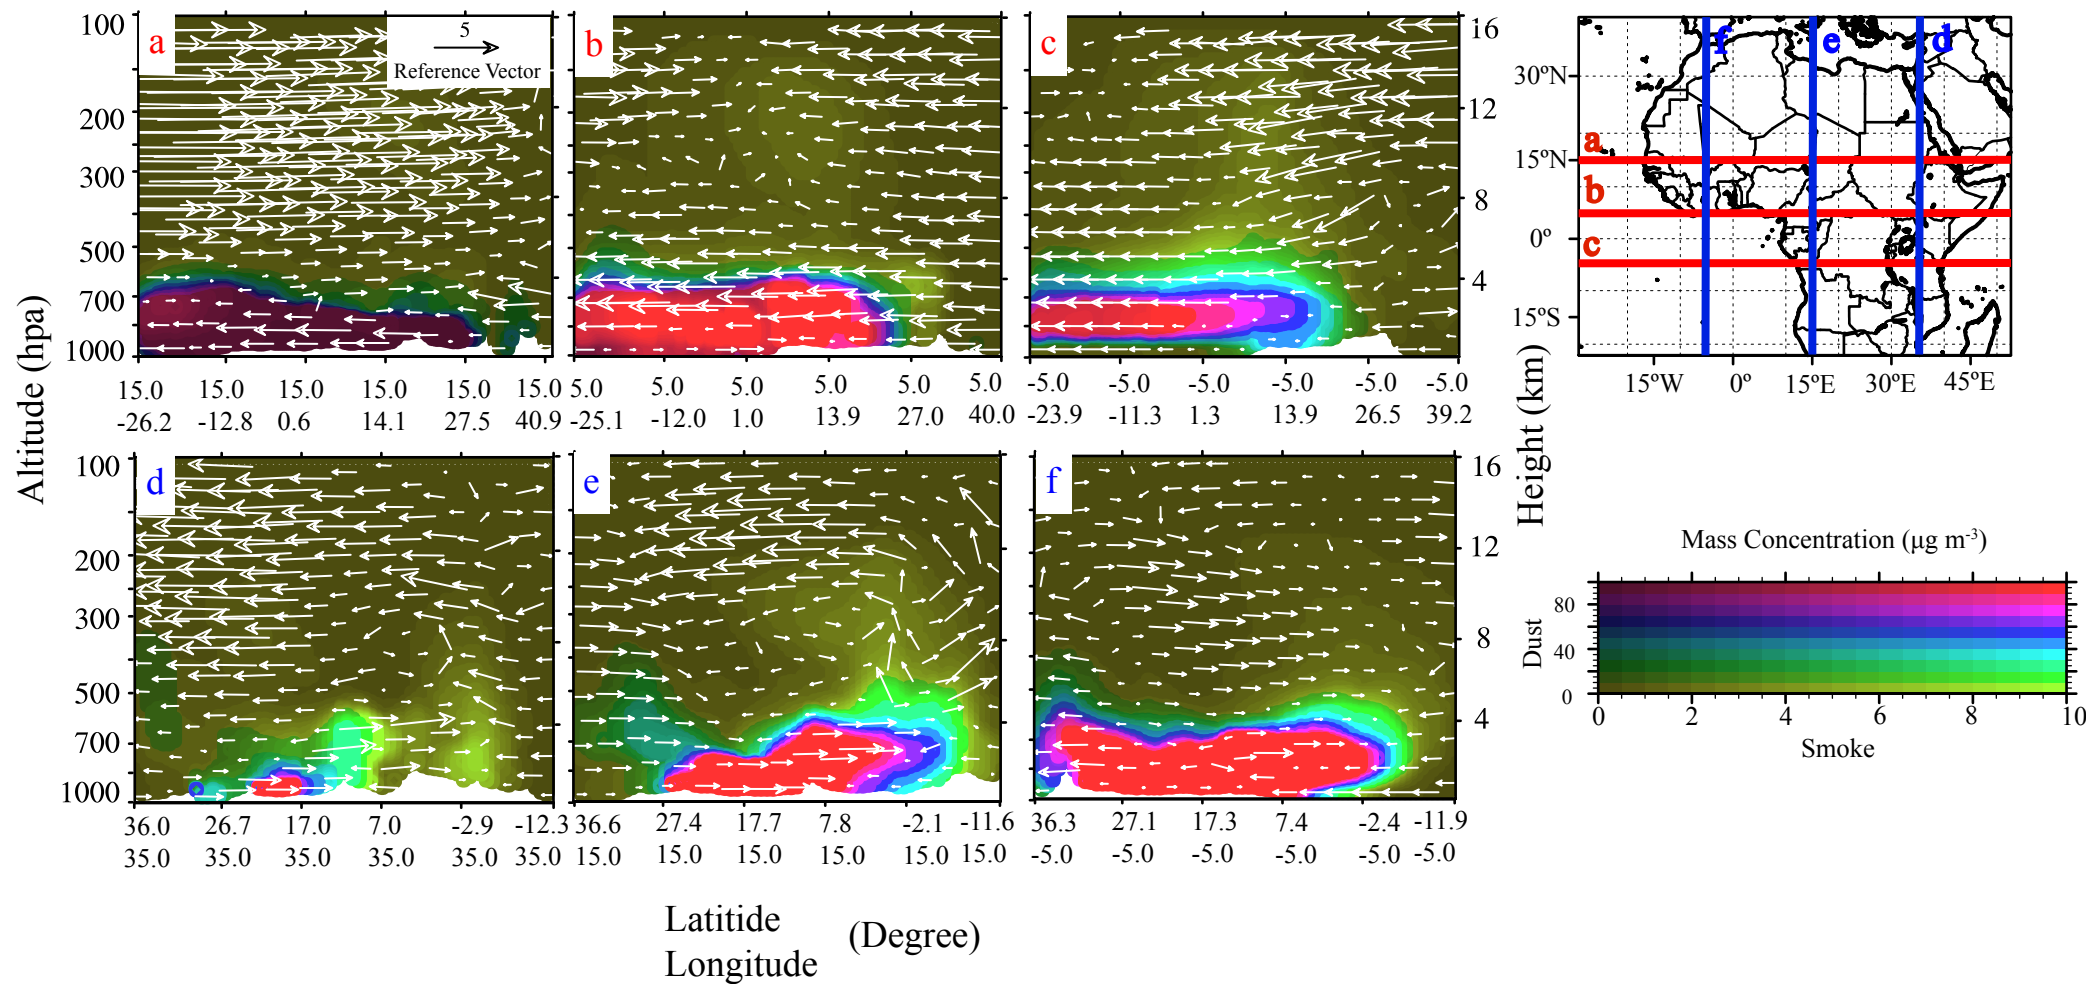 a
5
Reference Vector
b
c
100
200
300
500
700
1000
16
12
8
4
15.0 15.0 15.0 15.0 15.0 15.0
-26.2 -12.8 0.6 14.1 27.5 40.9
5.0 5.0 5.0 5.0 5.0 5.0
-25.1 -12.0 1.0 13.9 27.0 40.0
-5.0 -5.0 -5.0 -5.0 -5.0 -5.0
-23.9 -11.3 1.3 13.9 26.5 39.2
f e d
30ºN
a
15ºN
b
0º
c
15ºS
15ºW 0º 15ºE 30ºE 45ºE
Altitude (hpa)
Height (km)
d
e
f
100
200
300
500
700
1000
16
12
8
4
36.0 26.7 17.0 7.0 -2.9 -12.3
35.0 35.0 35.0 35.0 35.0 35.0
36.6 27.4 17.7 7.8 -2.1 -11.6
15.0 15.0 15.0 15.0 15.0 15.0
36.3 27.1 17.3 7.4 -2.4 -11.9
-5.0 -5.0 -5.0 -5.0 -5.0 -5.0
Mass Concentration (µg m-3)
Dust
80
40
0
0 2 4 6 8 10
Smoke
Latitide
Longitude
(Degree)